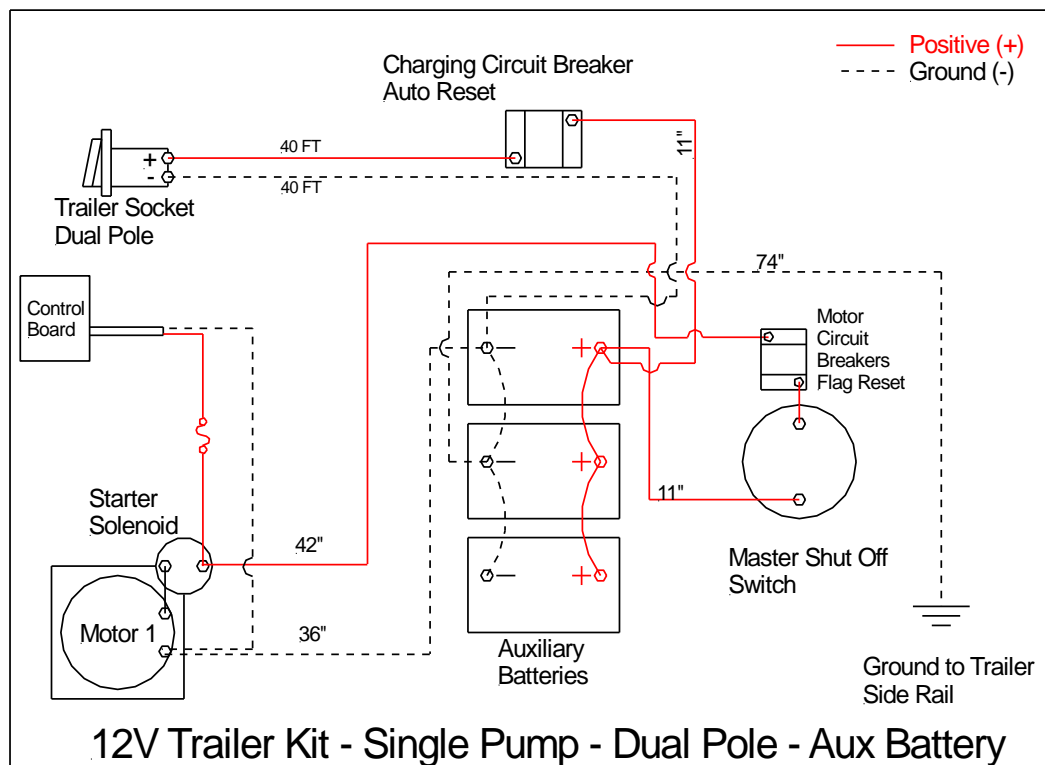 Positive (+)
Ground (-)
Charging Circuit Breaker
Auto Reset
40 FT
11"
+
-
40 FT
Trailer Socket
Dual Pole
74"
Control
Board
Motor
Circuit
Breakers
Flag Reset
− +
− +
11"
Starter
Solenoid
42"
Master Shut Off
Switch
− +
Motor 1
36"
Auxiliary
Batteries
Ground to Trailer
Side Rail
12V Trailer Kit - Single Pump - Dual Pole - Aux Battery